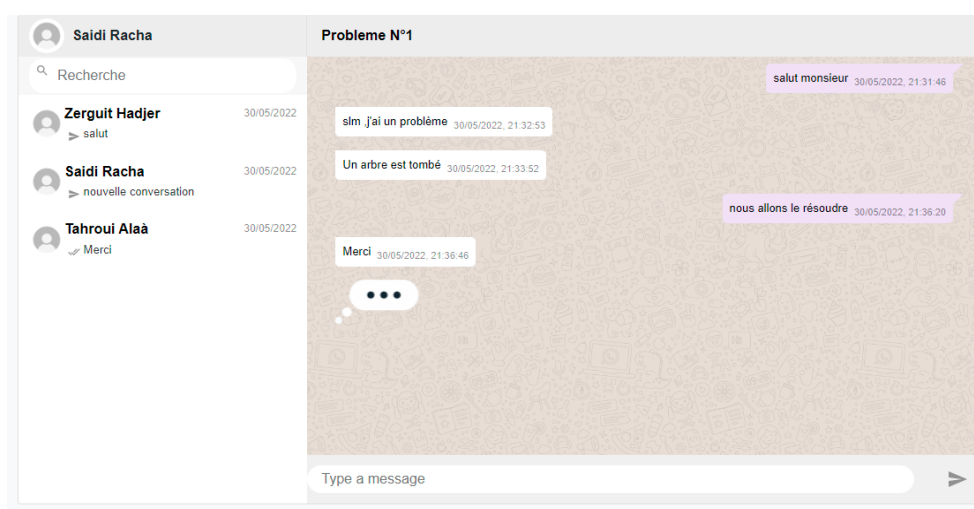 Saidi Racha
Recherche
Zerguit Hadjer 30/05/2022
salut
Saidi Racha 30/05/2022
nouvelle conversation
Tahroui Alaà 30/05/2022
Merci
Probleme N°1
salut monsieur 30/05/2022, 21:31:46
slm ,j'ai un problème 30/05/2022, 21:32:53
Un arbre est tombé 30/05/2022, 21:33:52
nous allons le résoudre 30/05/2022, 21:36:20
Merci 30/05/2022, 21:36:46
Type a message